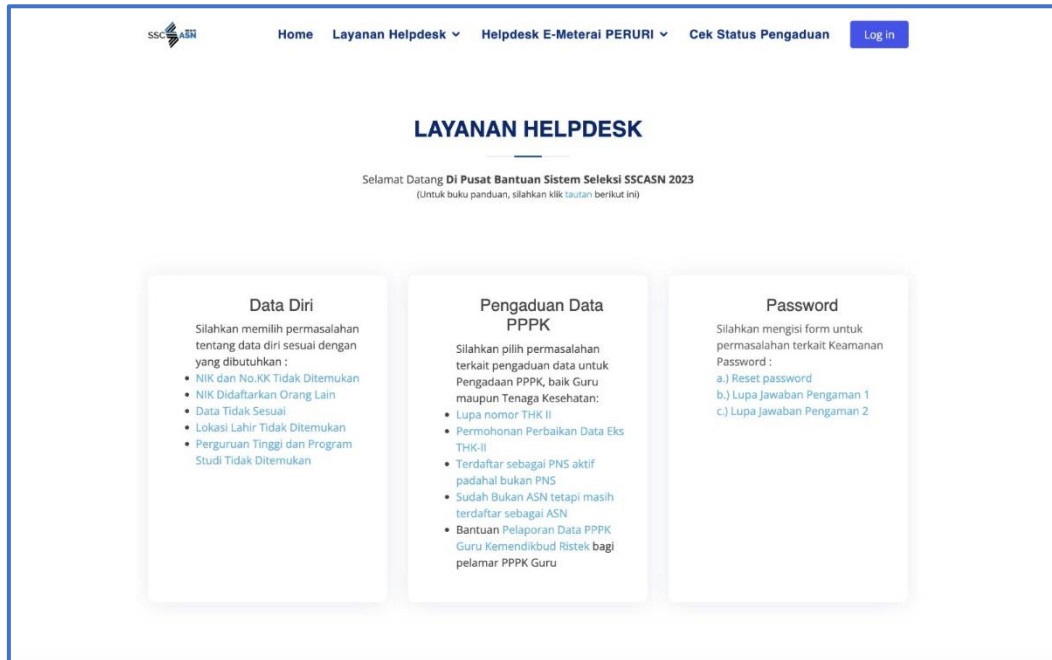 SSCASN Home Layanan Helpdesk Helpdesk E-Meterai PERURI Cek Status Pengaduan Log in
LAYANAN HELPDESK
Selamat Datang Di Pusat Bantuan Sistem Seleksi SSCASN 2023
(Untuk buku panduan, silahkan klik tautan berikut ini)
Data Diri
Silahkan memilih permasalahan
tentang data diri sesuai dengan
yang dibutuhkan :
• NIK dan No.KK Tidak Ditemukan
• NIK Didaftarkan Orang Lain
• Data Tidak Sesuai
• Lokasi Lahir Tidak Ditemukan
• Perguruan Tinggi dan Program
Studi Tidak Ditemukan
Pengaduan Data
PPPK
Silahkan pilih permasalahan
terkait pengaduan data untuk
Pengadaan PPPK, baik Guru
maupun Tenaga Kesehatan:
• Lupa nomor THK II
• Permohonan Perbaikan Data Eks
THK-II
• Terdaftar sebagai PNS aktif
padahal bukan PNS
• Sudah Bukan ASN tetapi masih
terdaftar sebagai ASN
• Bantuan Pelaporan Data PPPK
Guru Kemendikbud Ristek bagi
pelamar PPPK Guru
Password
Silahkan mengisi form untuk
permasalahan terkait Keamanan
Password :
a.) Reset password
b.) Lupa Jawaban Pengaman 1
c.) Lupa Jawaban Pengaman 2